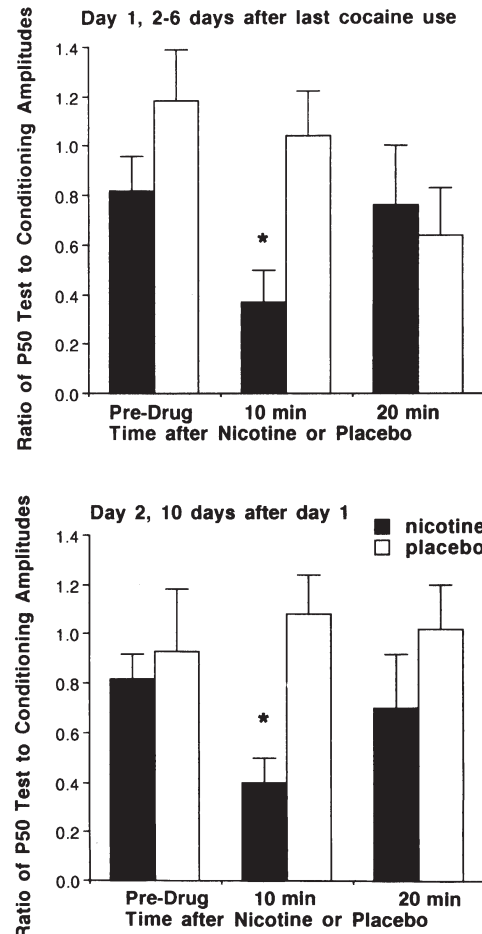 Day 1, 2-6 days after last cocaine use
Ratio of P50 Test to Conditioning Amplitudes
1.4
1.2
1.0
0.8
0.6
0.4
0.2
0.0
*
Pre-Drug 10 min 20 min
Time after Nicotine or Placebo
Day 2, 10 days after day 1
nicotine
placebo
Ratio of P50 Test to Conditioning Amplitudes
1.4
1.2
1.0
0.8
0.6
0.4
0.2
0.0
*
Pre-Drug 10 min 20 min
Time after Nicotine or Placebo